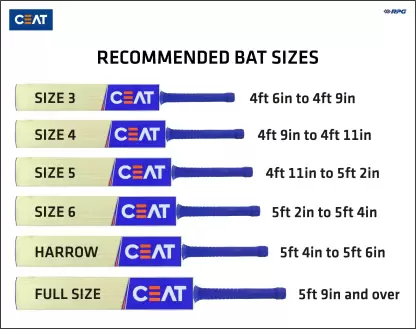 CEAT
RPG
RECOMMENDED BAT SIZES
SIZE 3 CEAT 4ft 6in to 4ft 9in
SIZE 4 CEAT 4ft 9in to 4ft 11in
SIZE 5 CEAT 4ft 11in to 5ft 2in
SIZE 6 CEAT 5ft 2in to 5ft 4in
HARROW CEAT 5ft 4in to 5ft 6in
FULL SIZE CEAT 5ft 9in and over